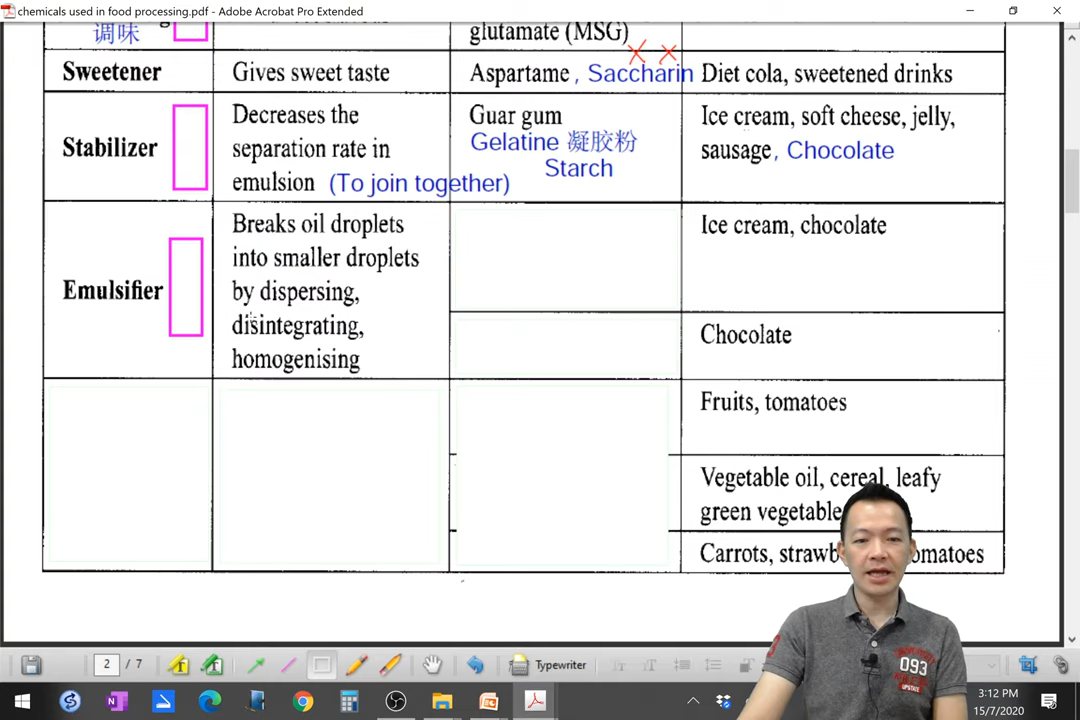 chemicals used in food processing.pdf - Adobe Acrobat Pro Extended
调味
glutamate (MSG)
Sweetener
Gives sweet taste
Aspartame , Saccharin
Diet cola, sweetened drinks
Stabilizer
Decreases the
separation rate in
emulsion (To join together)
Guar gum
Gelatine 凝胶粉
Starch
Ice cream, soft cheese, jelly,
sausage , Chocolate
Emulsifier
Breaks oil droplets
into smaller droplets
by dispersing,
disintegrating,
homogenising
Ice cream, chocolate
Chocolate
Fruits, tomatoes
Vegetable oil, cereal, leafy
green vegetable
Carrots, tomatoes
093
UPSTATE
2 / 7
Typewriter
3:12 PM
15/7/2020